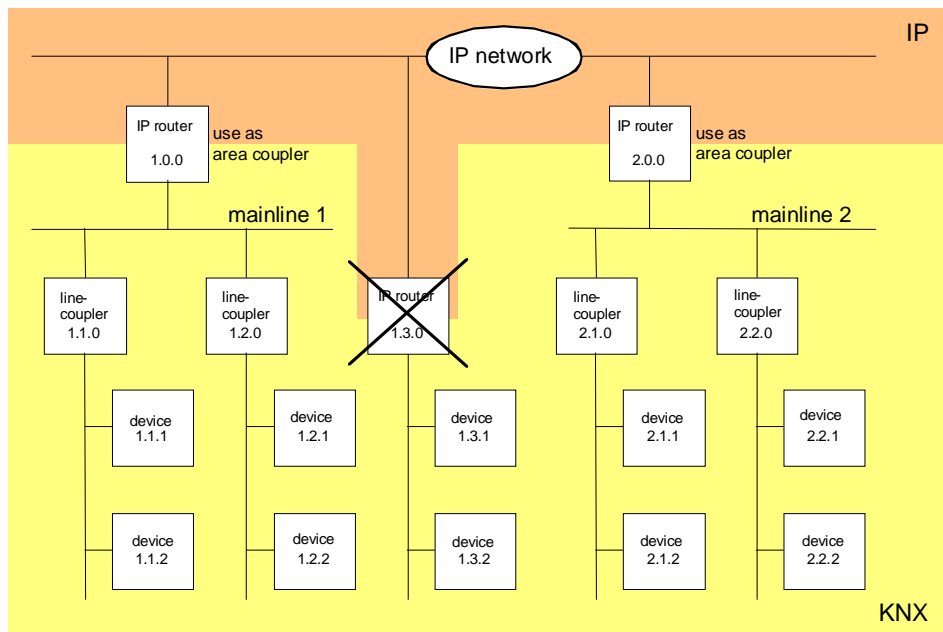 IP
IP network
IP router
1.0.0
use as
area coupler
IP router
2.0.0
use as
area coupler
mainline 1
mainline 2
line-
coupler
1.1.0
line-
coupler
1.2.0
IP router
1.3.0
line-
coupler
2.1.0
line-
coupler
2.2.0
device
1.1.1
device
1.2.1
device
1.3.1
device
2.1.1
device
2.2.1
device
1.1.2
device
1.2.2
device
1.3.2
device
2.1.2
device
2.2.2
KNX